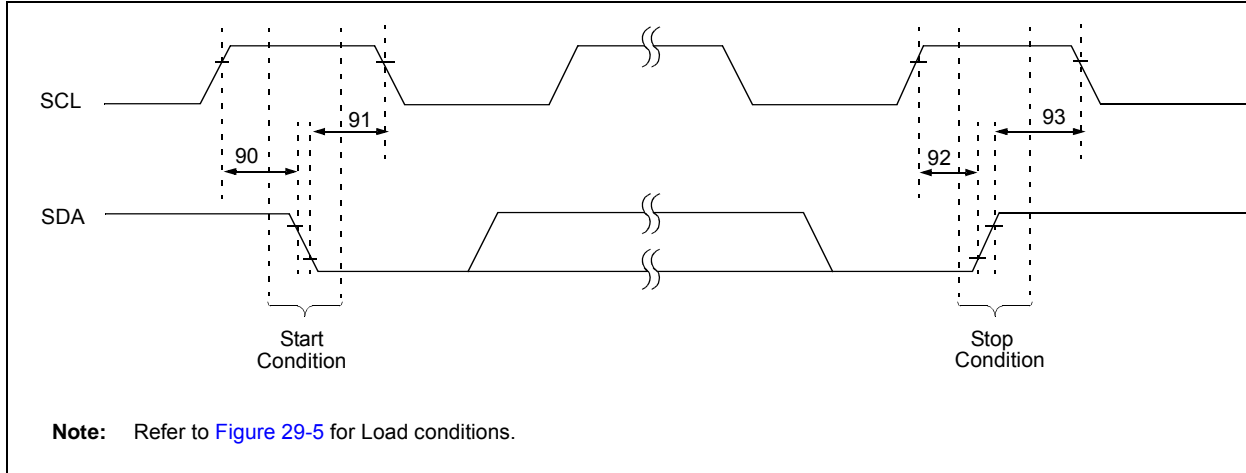 SCL
91
93
90
92
SDA
Start
Condition
Stop
Condition
Note: Refer to Figure 29-5 for Load conditions.